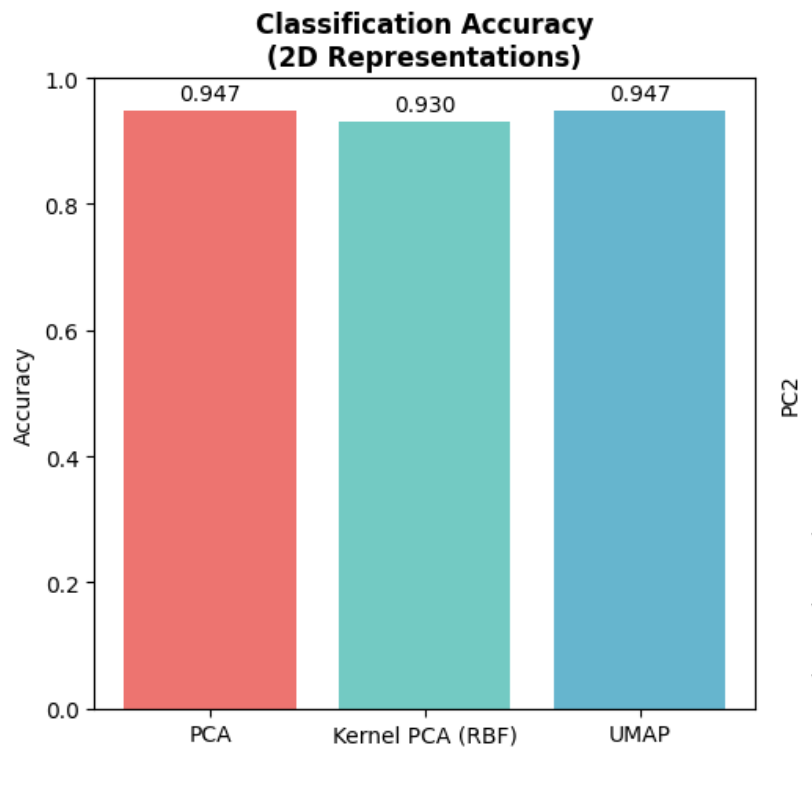 Classification Accuracy
(2D Representations)
1.0
0.947
0.930
0.947
0.8
0.6
0.4
0.2
0.0
Accuracy
PC2
PCA
Kernel PCA (RBF)
UMAP